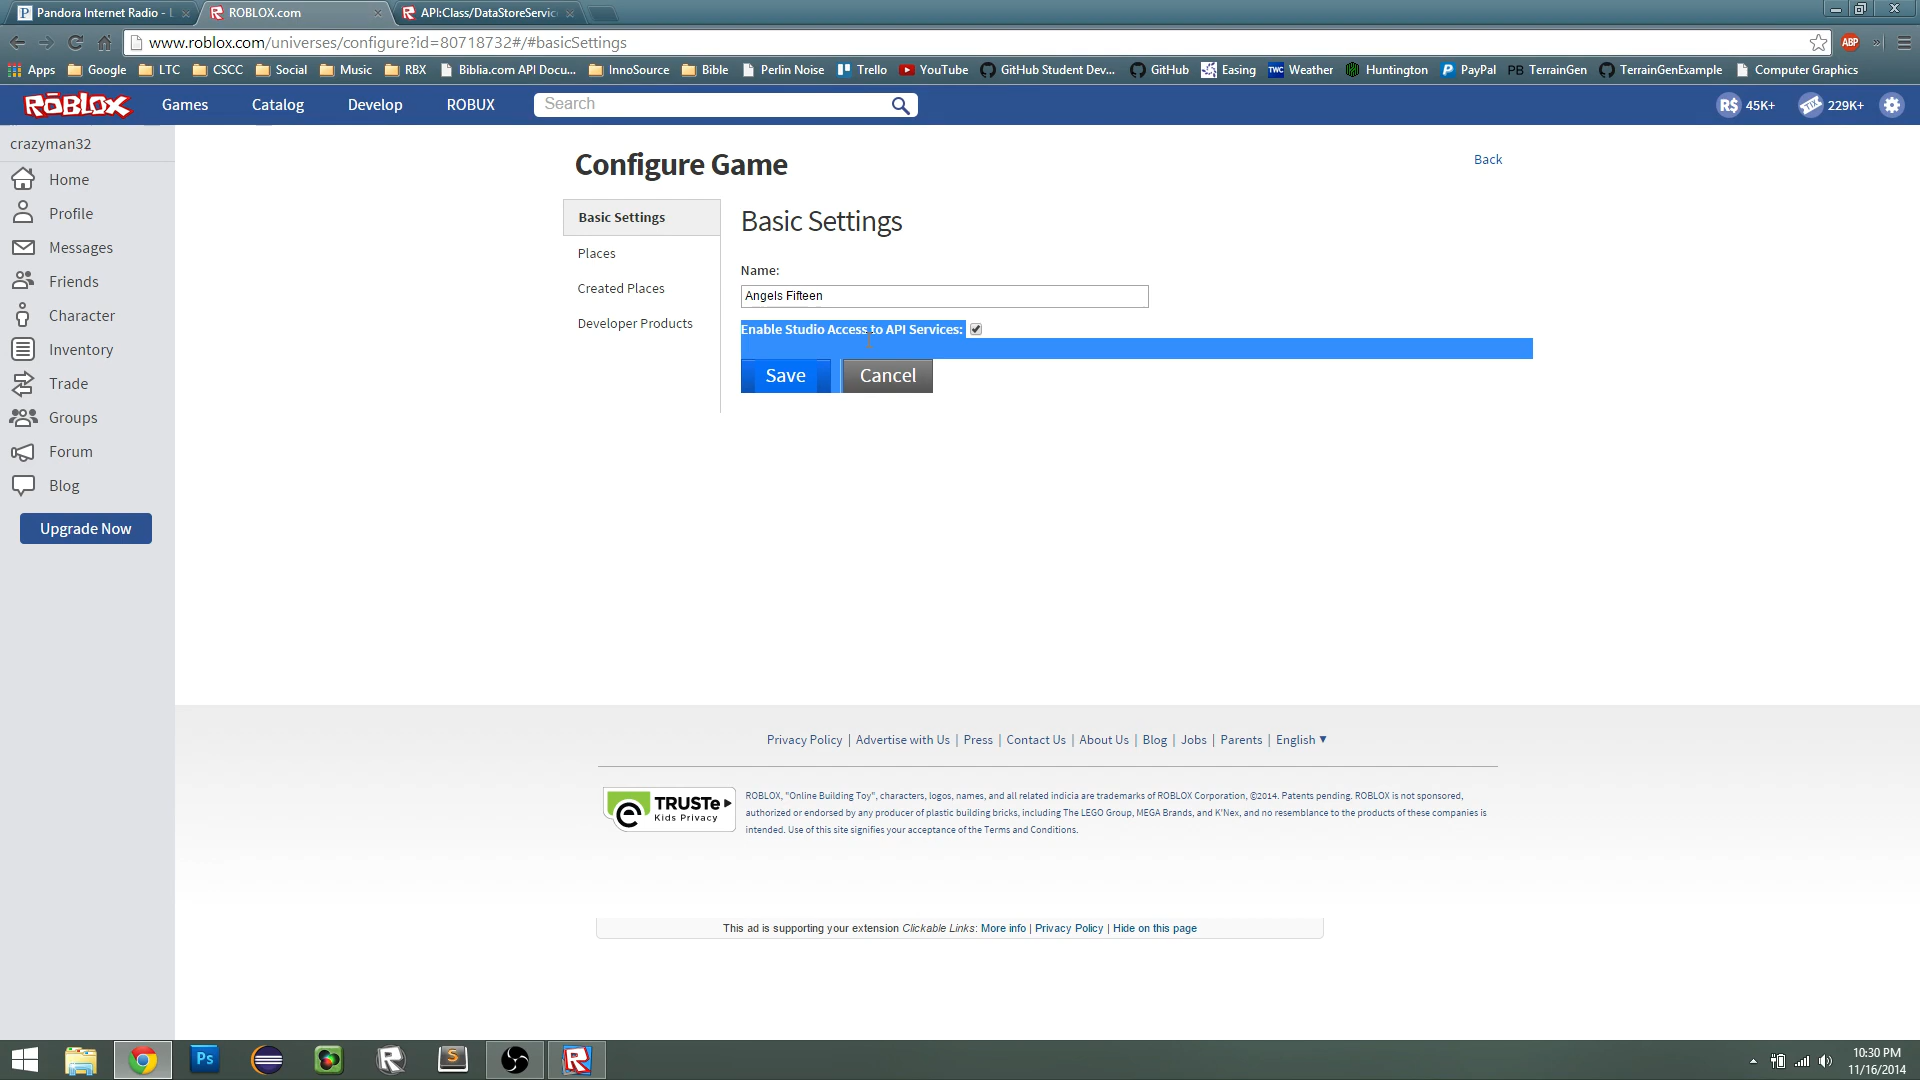 Pandora Internet Radio - L
ROBLOX.com
API:Class/DataStoreServic
www.roblox.com/universes/configure?id=80718732#/#basicSettings
ABP
Apps
Google
LTC
CSCC
Social
Music
RBX
Biblia.com API Docu...
InnoSource
Bible
Perlin Noise
Trello
YouTube
GitHub Student Dev...
GitHub
Easing
TWC Weather
Huntington
PayPal
PB TerrainGen
TerrainGenExample
Computer Graphics
ROBLOX
Games
Catalog
Develop
ROBUX
Search
R$ 45K+
TIX 229K+
crazyman32
Home
Profile
Messages
Friends
Character
Inventory
Trade
Groups
Forum
Blog
Upgrade Now
Configure Game
Back
Basic Settings
Places
Created Places
Developer Products
Basic Settings
Name:
Angels Fifteen
Enable Studio Access to API Services:
Save
Cancel
Privacy Policy | Advertise with Us | Press | Contact Us | About Us | Blog | Jobs | Parents | English ▼
TRUSTe
Kids Privacy
ROBLOX, "Online Building Toy", characters, logos, names, and all related indicia are trademarks of ROBLOX Corporation, ©2014. Patents pending. ROBLOX is not sponsored,
authorized or endorsed by any producer of plastic building bricks, including The LEGO Group, MEGA Brands, and K'Nex, and no resemblance to the products of these companies is
intended. Use of this site signifies your acceptance of the Terms and Conditions.
This ad is supporting your extension Clickable Links: More info | Privacy Policy | Hide on this page
Ps
S
10:30 PM
11/16/2014